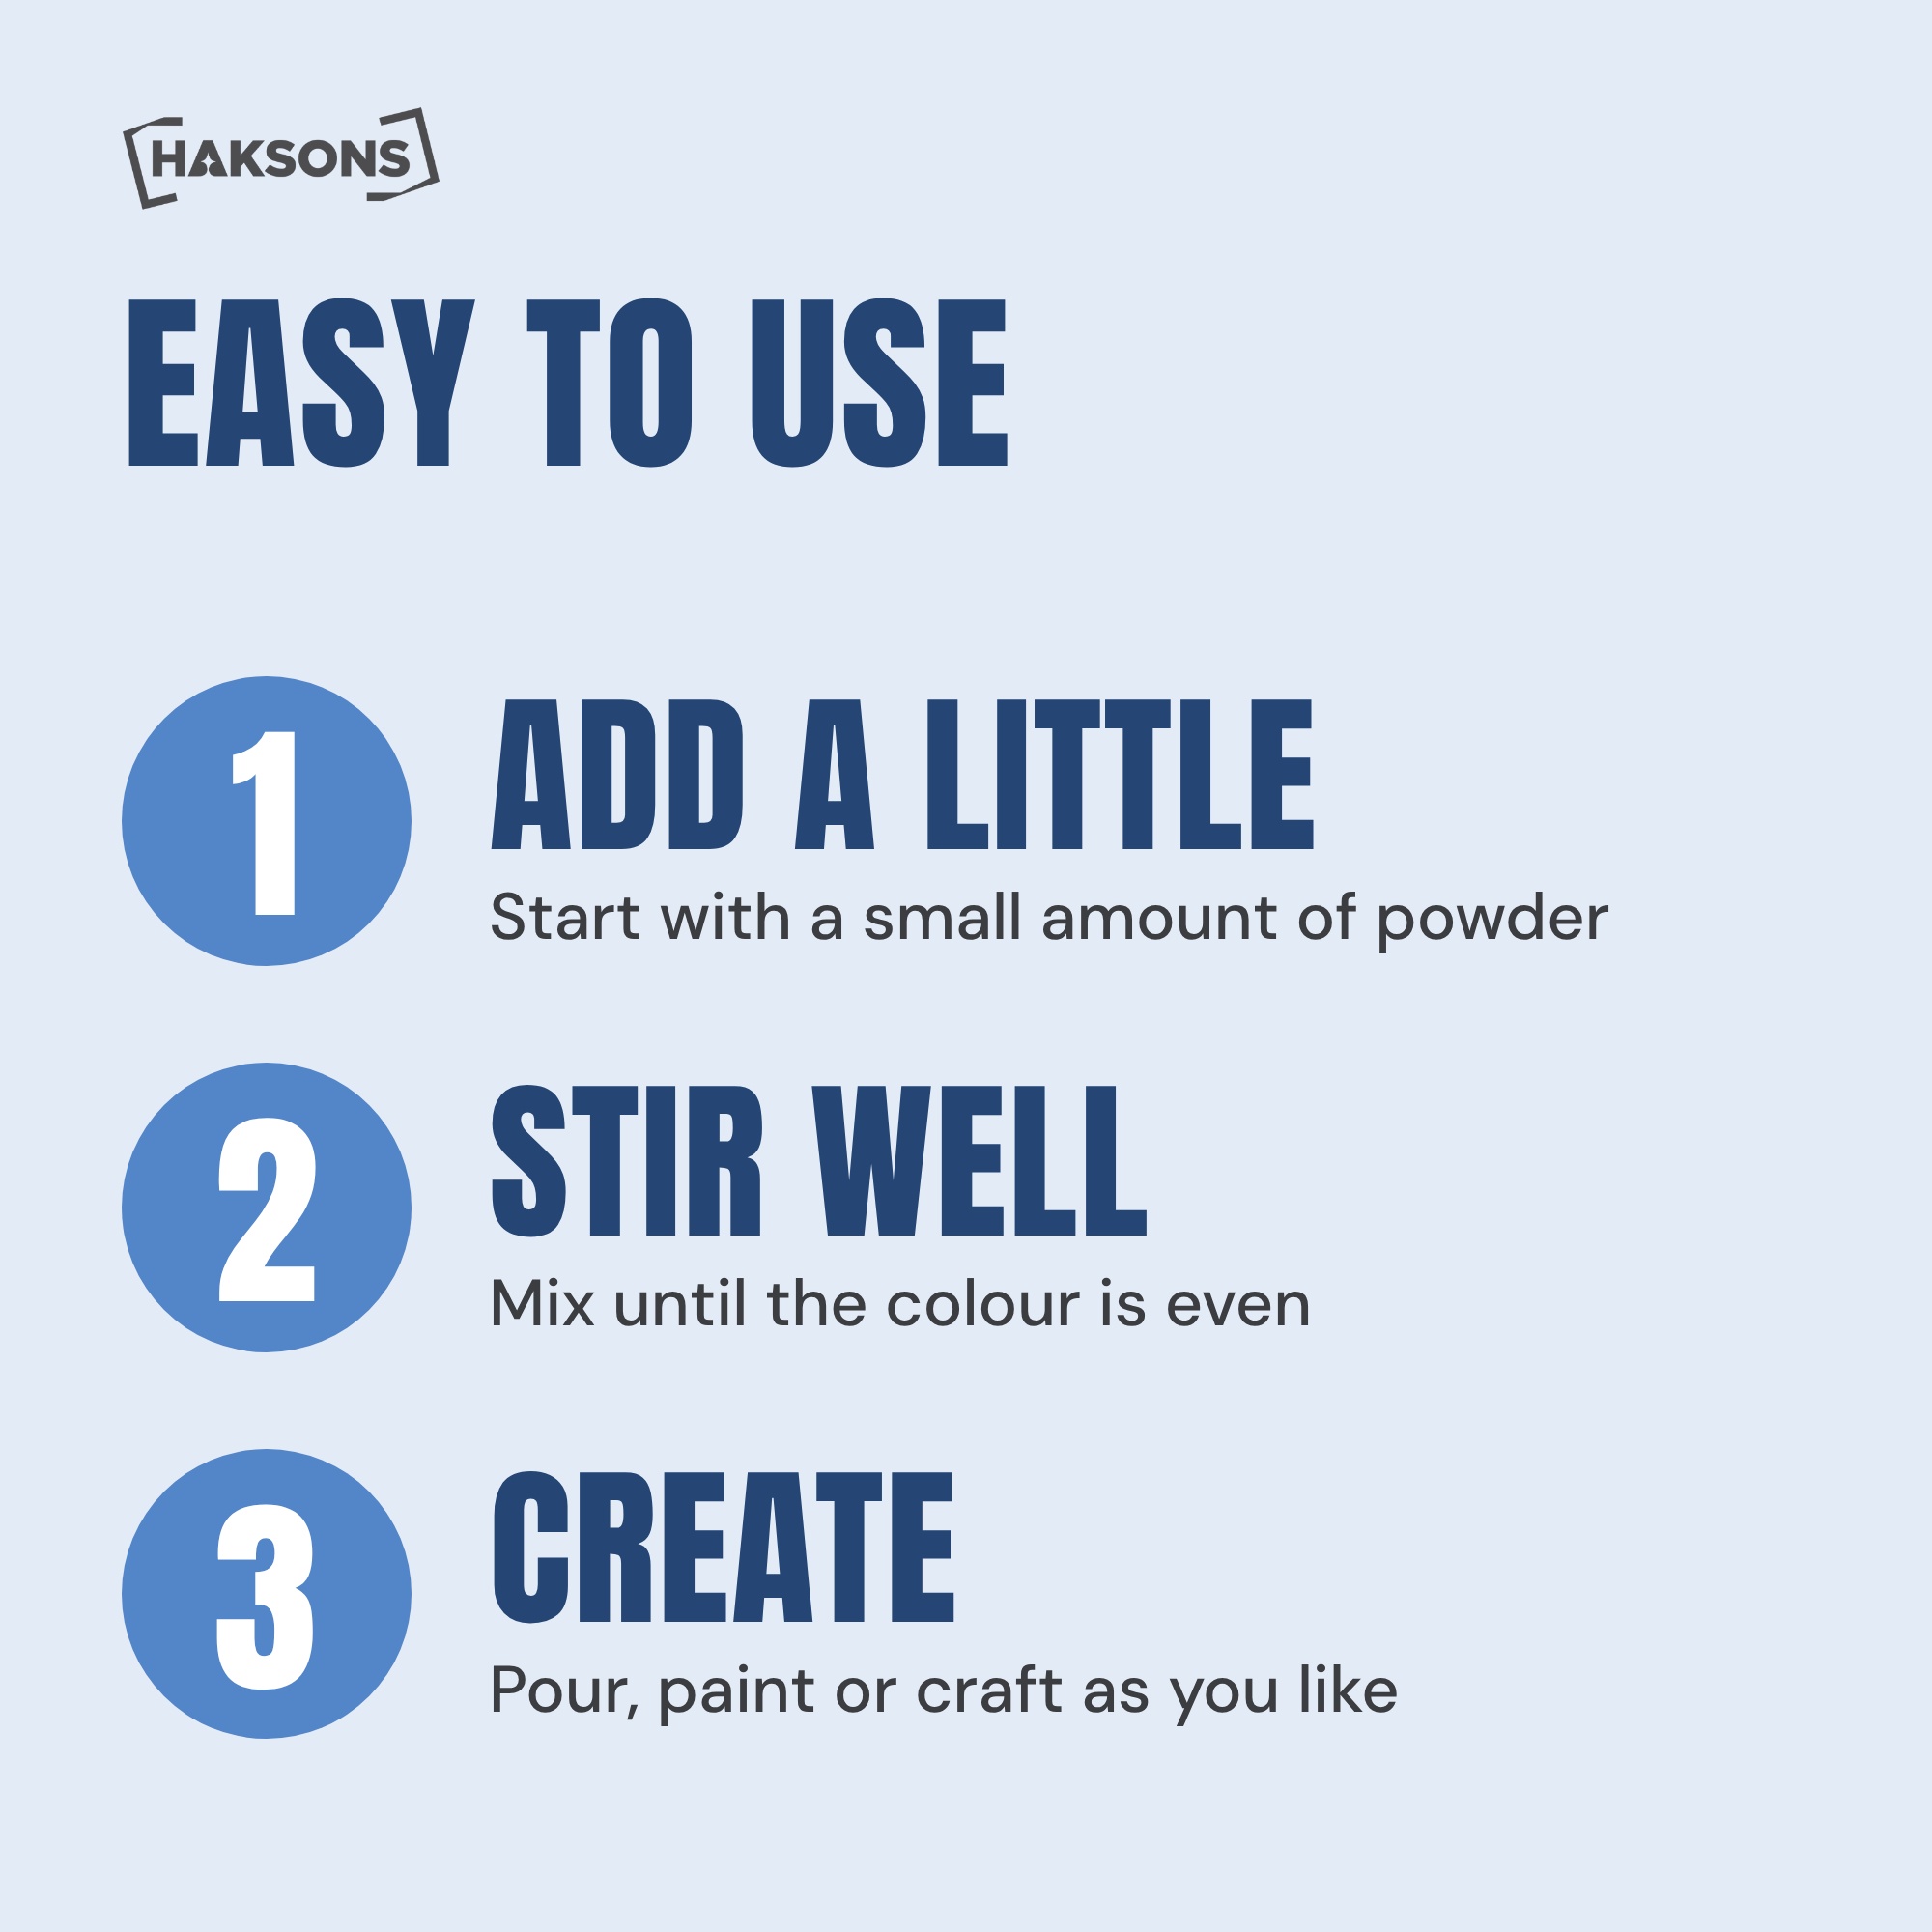 HAKSONS
EASY TO USE
1
ADD A LITTLE
Start with a small amount of powder
2
STIR WELL
Mix until the colour is even
3
CREATE
Pour, paint or craft as you like